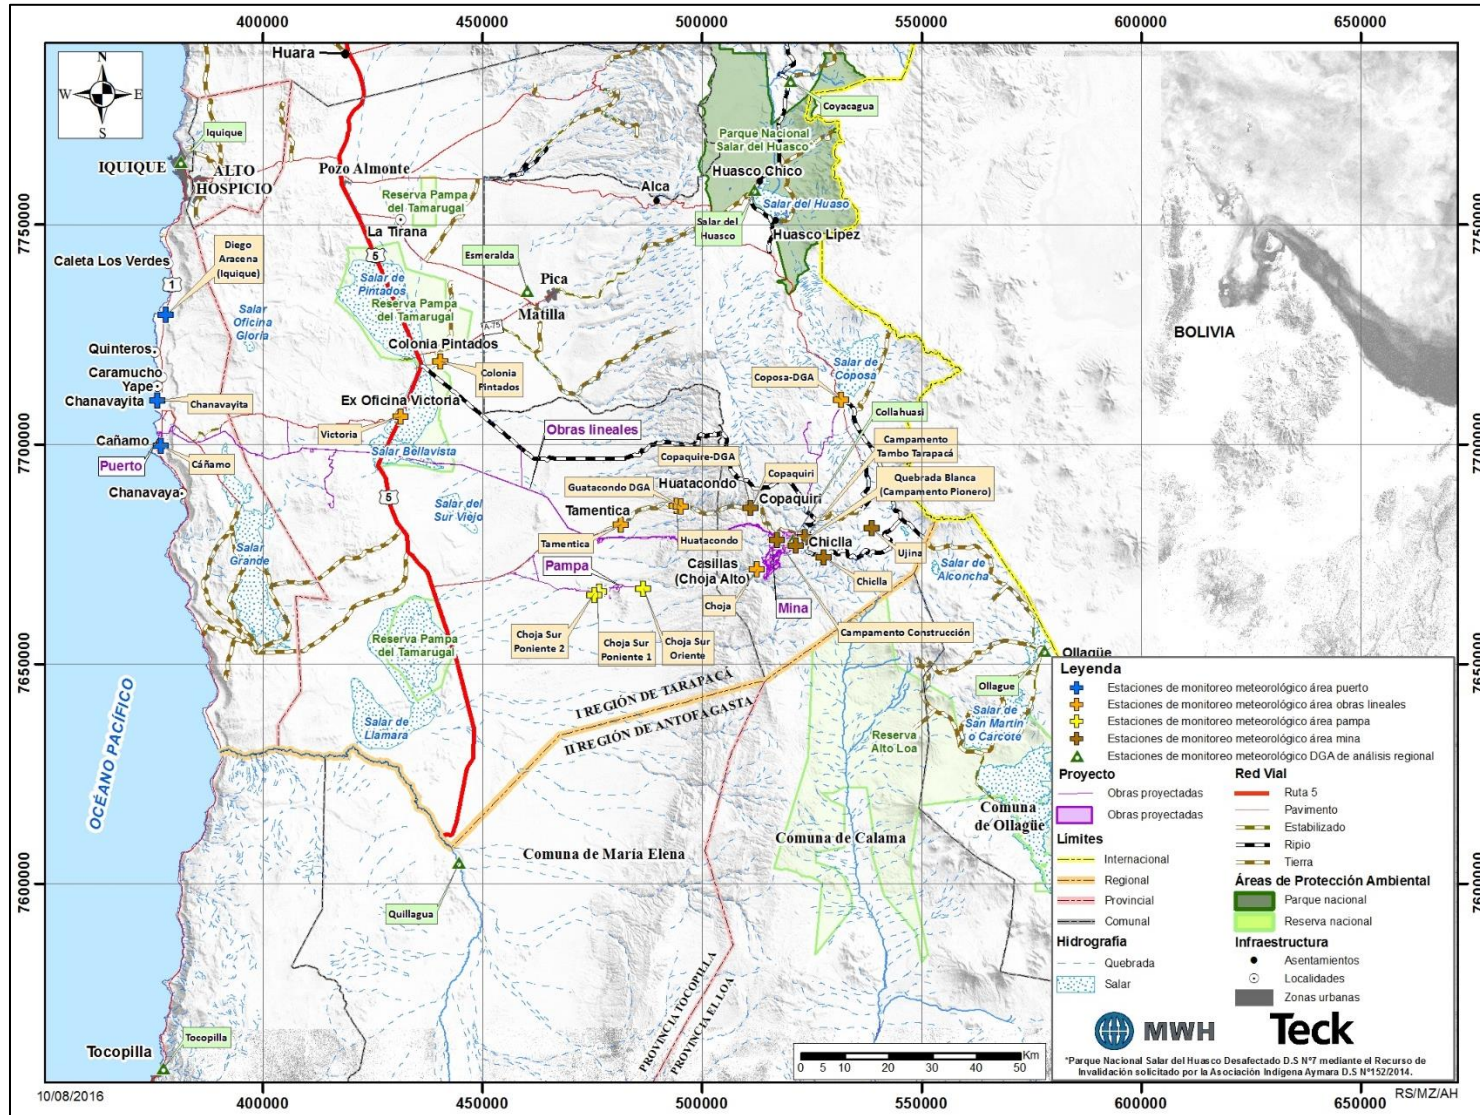 400000
450000
500000
550000
600000
650000
N
W
E
S
Huara
Coyacagua
Iquique
IQUIQUE
ALTO
HOSPICIO
Pozo Almonte
Parque Nacional
Salar del Huasco
Huasco Chico
Alca
Reserva Pampa
del Tamarugal
Salar del Huaso
7750000
7750000
La Tirana
Salar del
Huasco
Huasco Lipez
Diego
Aracena
(Iquique)
5
Esmeralda
Caleta Los Verdes
1
Salar de
Pintados
Pica
Reserva Pampa
del Tamarugal
Matilla
BOLIVIA
Salar
Oficina
Gloria
A-75
Quinteros
Colonia Pintados
Salar de
Coposa
Caramucho
Yape
Colonia
Pintados
Coposa-DGA
Chanavayita
Chanavayita
Ex Oficina Victoria
Collahuasi
Victoria
Obras lineales
Campamento
Tambo Tarapacá
7700000
7700000
Cañamo
Puerto
Cáñamo
Salar Bellavista
Copaquire-DGA
Copaquiri
Quebrada Blanca
(Campamento Pionero)
Chanavaya
5
Guatacondo DGA
Huatacondo
Copaquiri
Salar del
Sur Viejo
Tamentica
Tamentica
Huatacondo
Chiclla
Ujina
Salar
Grande
Pampa
Casillas
(Choja Alto)
Chiclla
Salar de
Alconcha
Choja
Mina
Reserva Pampa
del Tamarugal
Choja Sur
Poniente 2
Choja Sur
Poniente 1
Choja Sur
Oriente
Campamento Construcción
Ollagüe
7650000
7650000
I REGIÓN DE TARAPACÁ
II REGIÓN DE ANTOFAGASTA
Ollague
OCÉANO PACÍFICO
Salar de
Llamara
Salar de
San Martín
o Carcote
Reserva
Alto Loa
Comuna
de Ollagüe
Comuna de María Elena
Comuna de Calama
7600000
7600000
Quillagua
PROVINCIA TOCOPILLA
PROVINCIA EL LOA
Tocopilla
Tocopilla
0 5 10 20 30 40 50
Km
Leyenda
Estaciones de monitoreo meteorológico área puerto
Estaciones de monitoreo meteorológico área obras lineales
Estaciones de monitoreo meteorológico área pampa
Estaciones de monitoreo meteorológico área mina
Estaciones de monitoreo meteorológico DGA de análisis regional
Proyecto
Obras proyectadas
Obras proyectadas
Límites
Internacional
Regional
Provincial
Comunal
Hidrografía
Quebrada
Salar
Red Vial
Ruta 5
Pavimento
Estabilizado
Ripio
Tierra
Áreas de Protección Ambiental
Parque nacional
Reserva nacional
Infraestructura
Asentamientos
Localidades
Zonas urbanas
MWH
Teck
*Parque Nacional Salar del Huasco Desafectado D.S N°7 mediante el Recurso de
Invalidación solicitado por la Asociación Indígena Aymara D.S N°152/2014.
10/08/2016
400000
450000
500000
550000
600000
650000
RS/MZ/AH